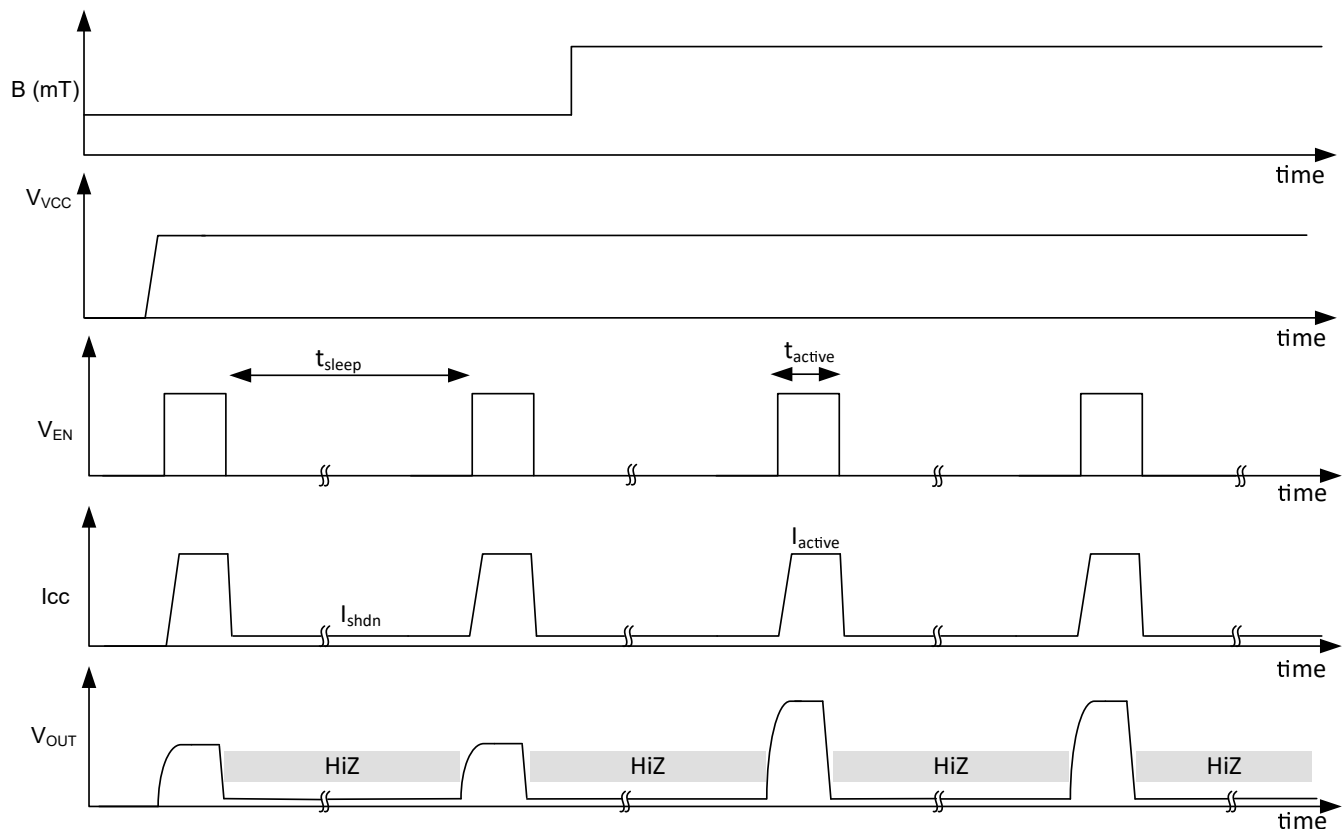 B (mT)
time
VVCC
time
tsleep
tactive
VEN
time
Iactive
Icc
Ishdn
time
VOUT
HiZ
HiZ
HiZ
HiZ
time